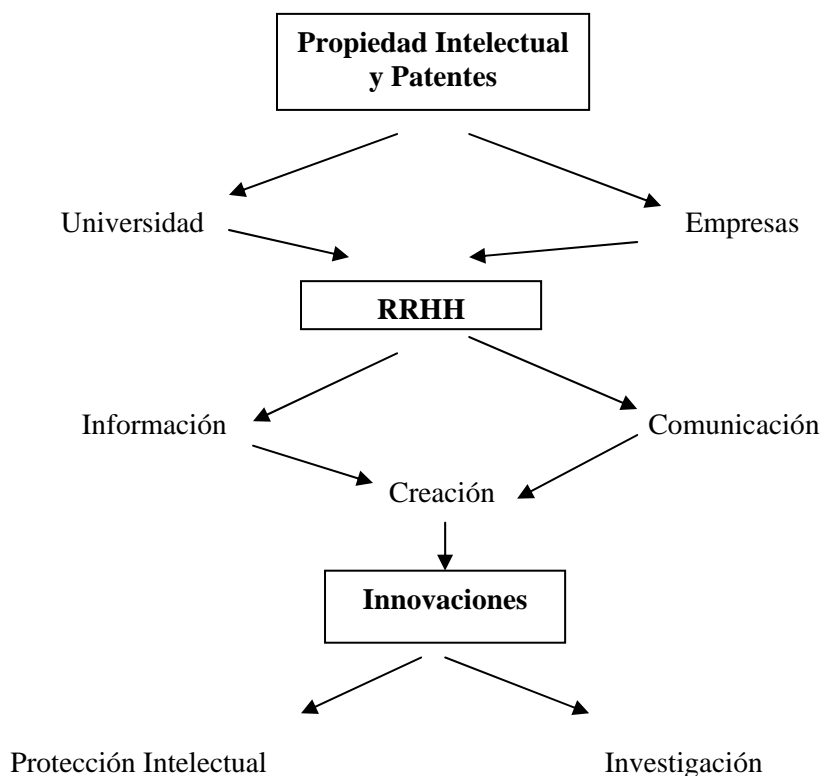 Propiedad Intelectual
y Patentes
Universidad
Empresas
RRHH
Información
Comunicación
Creación
Innovaciones
Protección Intelectual
Investigación